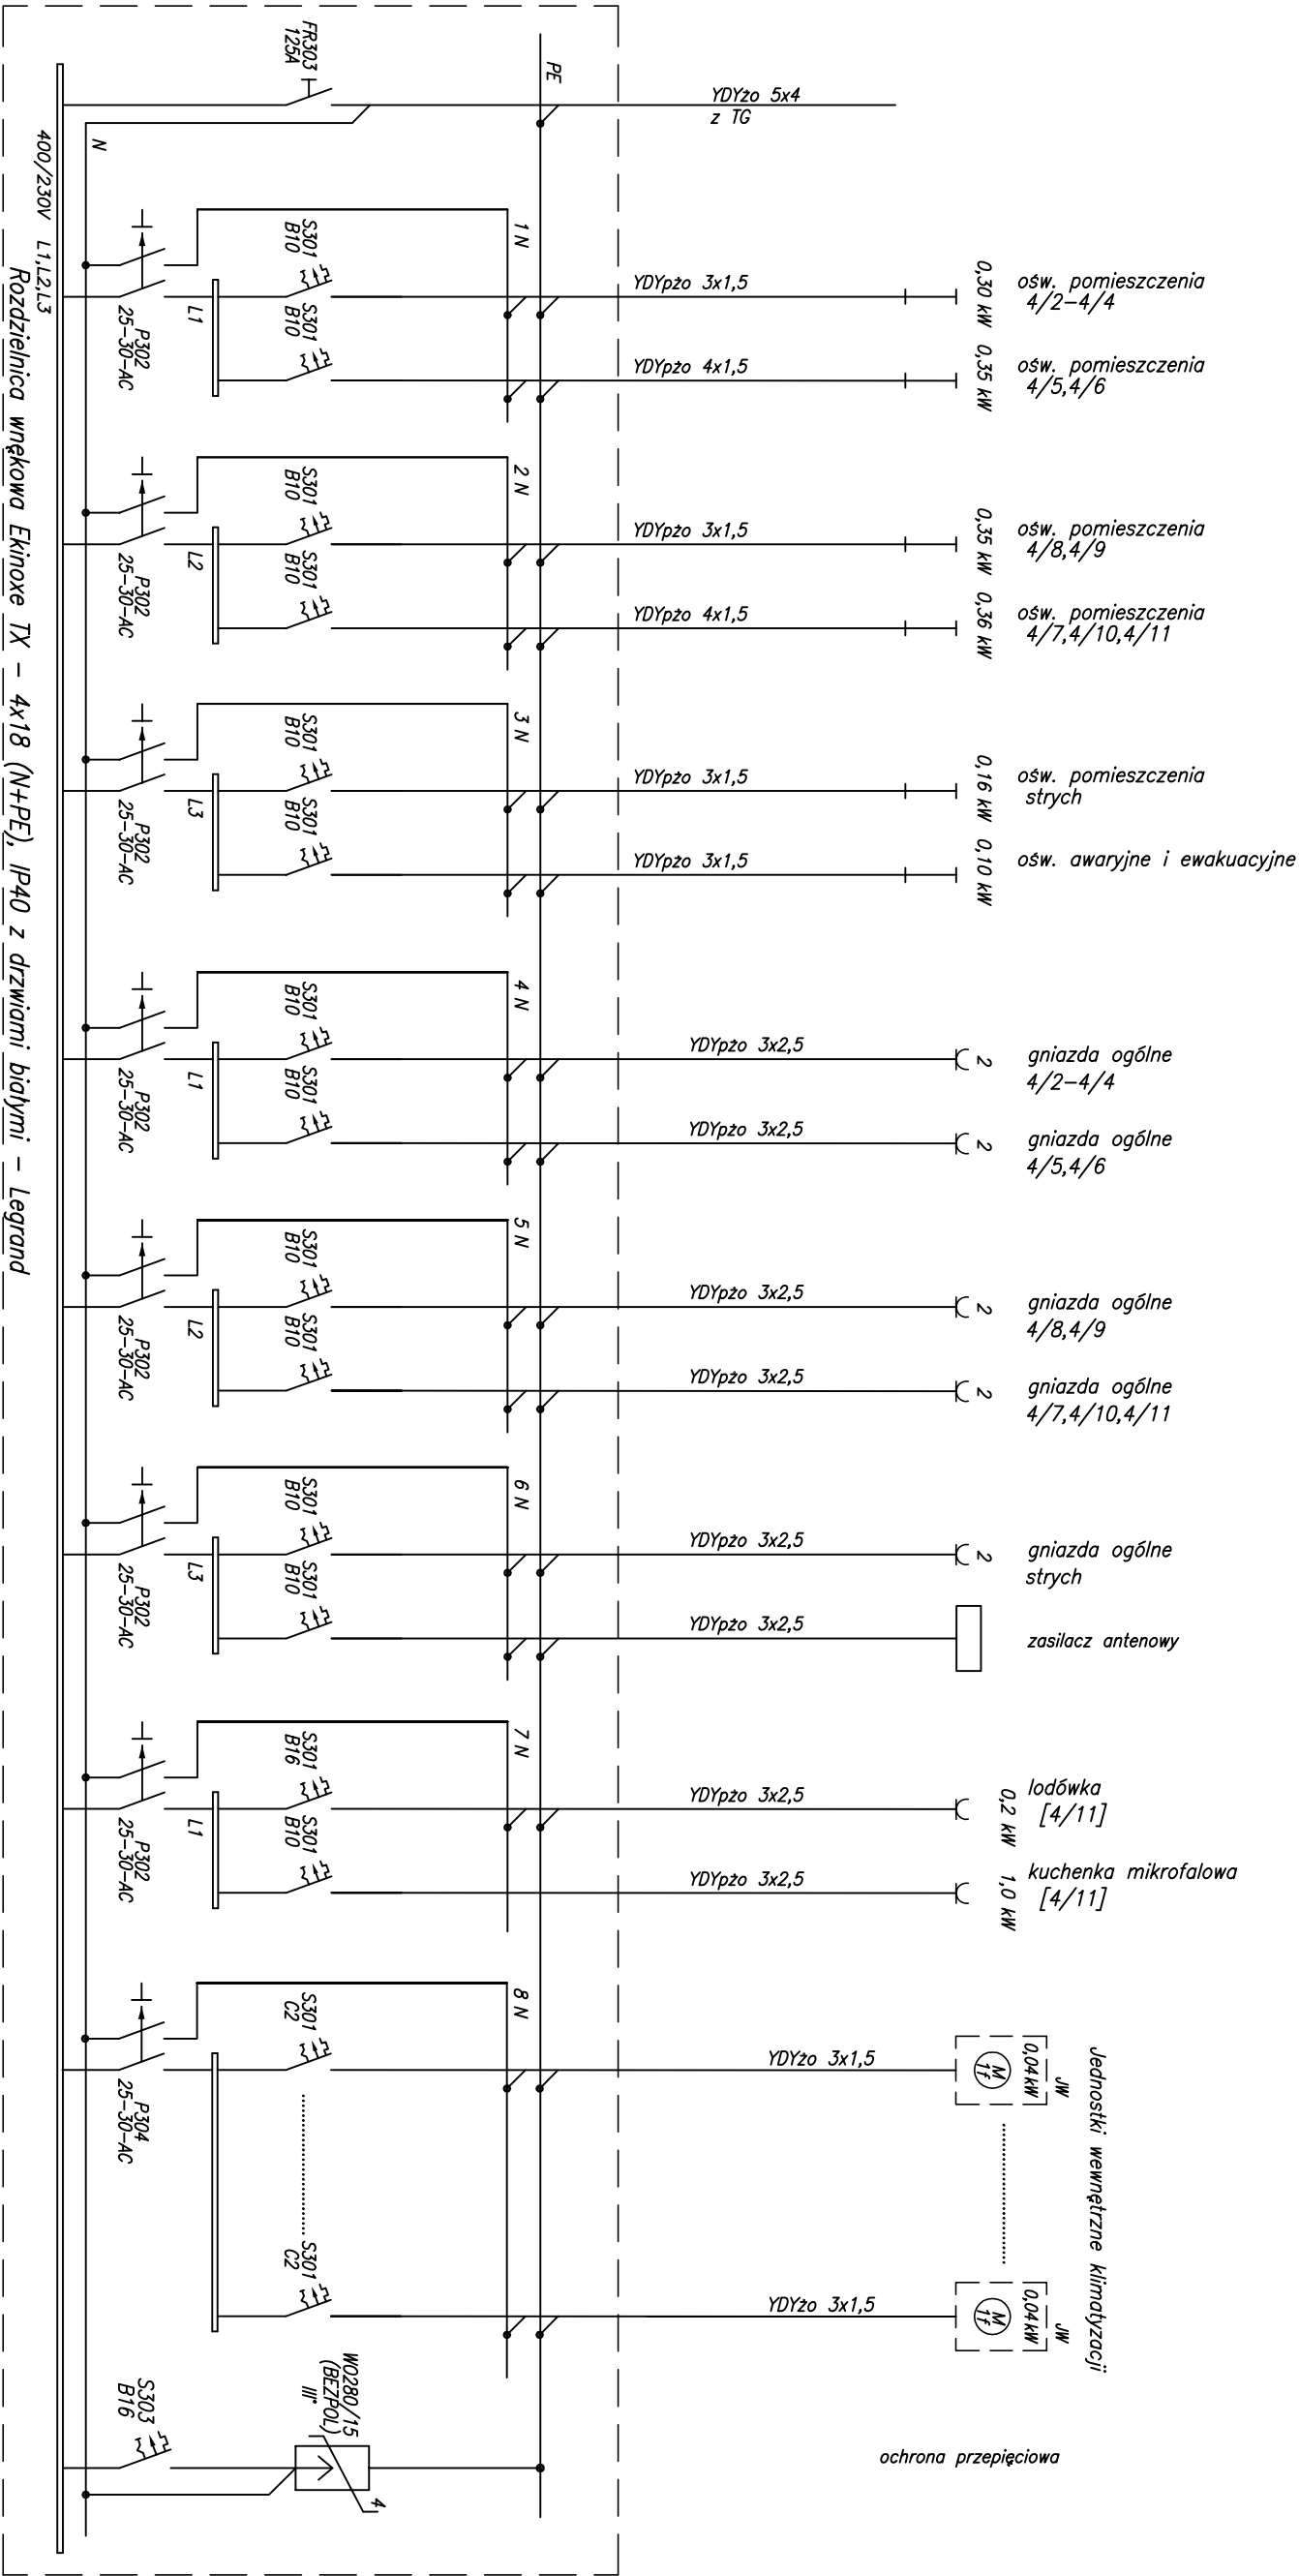 FR303
125A
PE
YDYżo 5x4
z TG
N
400/230V L1,L2,L3
Rozdzielnica wnękowa Ekinoxe TX - 4x18 (N+PE), IP40 z drzwiami białymi - Legrand
1 N
S301
B10
YDYpżo 3x1,5
0,30 kW
ośw. pomieszczenia
4/2-4/4
P302
25-30-AC
L1
S301
B10
YDYpżo 4x1,5
0,35 kW
ośw. pomieszczenia
4/5,4/6
2 N
S301
B10
YDYpżo 3x1,5
0,35 kW
ośw. pomieszczenia
4/8,4/9
P302
25-30-AC
L2
S301
B10
YDYpżo 4x1,5
0,36 kW
ośw. pomieszczenia
4/7,4/10,4/11
3 N
S301
B10
YDYpżo 3x1,5
0,16 kW
ośw. pomieszczenia
strych
P302
25-30-AC
L3
S301
B10
YDYpżo 3x1,5
0,10 kW
ośw. awaryjne i ewakuacyjne
4 N
S301
B10
YDYpżo 3x2,5
2
gniazda ogólne
4/2-4/4
P302
25-30-AC
L1
S301
B10
YDYpżo 3x2,5
2
gniazda ogólne
4/5,4/6
5 N
S301
B10
YDYpżo 3x2,5
2
gniazda ogólne
4/8,4/9
P302
25-30-AC
L2
S301
B10
YDYpżo 3x2,5
2
gniazda ogólne
4/7,4/10,4/11
6 N
S301
B10
YDYpżo 3x2,5
2
gniazda ogólne
strych
P302
25-30-AC
L3
S301
B10
YDYpżo 3x2,5
zasilacz antenowy
7 N
S301
B16
YDYpżo 3x2,5
0,2 kW
lodówka
[4/11]
P302
25-30-AC
L1
S301
B10
YDYpżo 3x2,5
1,0 kW
kuchenka mikrofalowa
[4/11]
8 N
S301
C2
YDYżo 3x1,5
M
1f
0,04kW
JW
Jednostki wewnętrzne klimatyzacji
P304
25-30-AC
S301
C2
YDYżo 3x1,5
M
1f
0,04kW
JW
S303
B16
W0280/15
(BEZPOL)
III°
4
ochrona przepięciowa